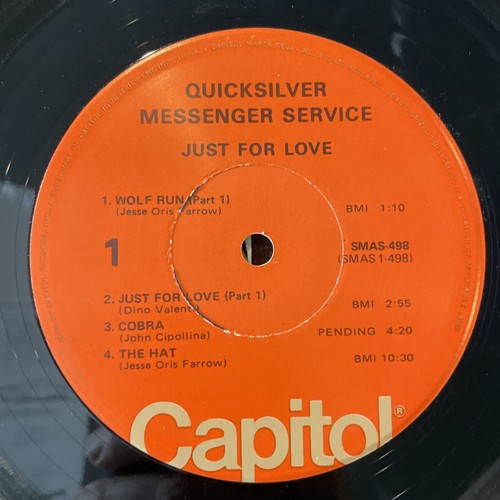 QUICKSILVER
MESSENGER SERVICE
JUST FOR LOVE
1. WOLF RUN (Part 1)
(Jesse Oris Farrow) BMI 1:10
1 SMAS-498
(SMAS 1-498)
2. JUST FOR LOVE (Part 1)
(Dino Valenti) BMI 2:55
3. COBRA PENDING 4:20
(John Cipollina)
4. THE HAT BMI 10:30
(Jesse Oris Farrow)
Capitol®